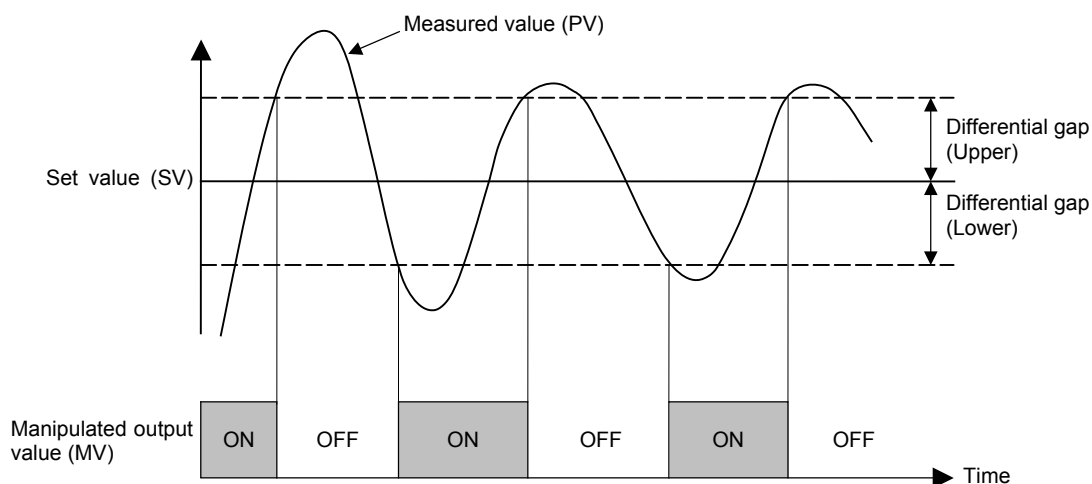 Measured value (PV)
Differential gap
(Upper)
Set value (SV)
Differential gap
(Lower)
Manipulated output
value (MV)
ON
OFF
ON
OFF
ON
OFF
Time